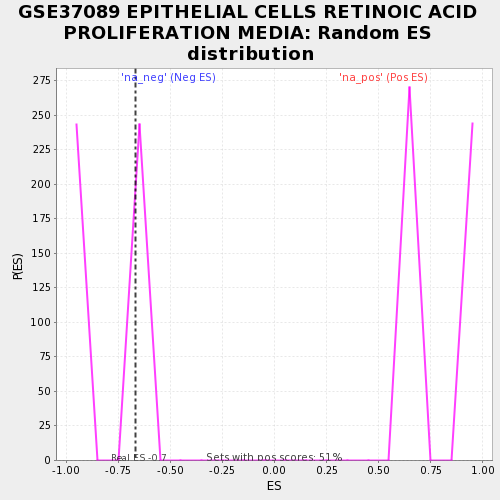 GSE37089 EPITHELIAL CELLS RETINOIC ACID
PROLIFERATION MEDIA: Random ES
distribution
'na_neg' (Neg ES)
'na_pos' (Pos ES)
275
250
225
200
175
150
125
100
75
50
25
0
P(ES)
Real ES -0.7
Sets with pos scores: 51%
-1.00
-0.75
-0.50
-0.25
0.00
0.25
0.50
0.75
1.00
ES